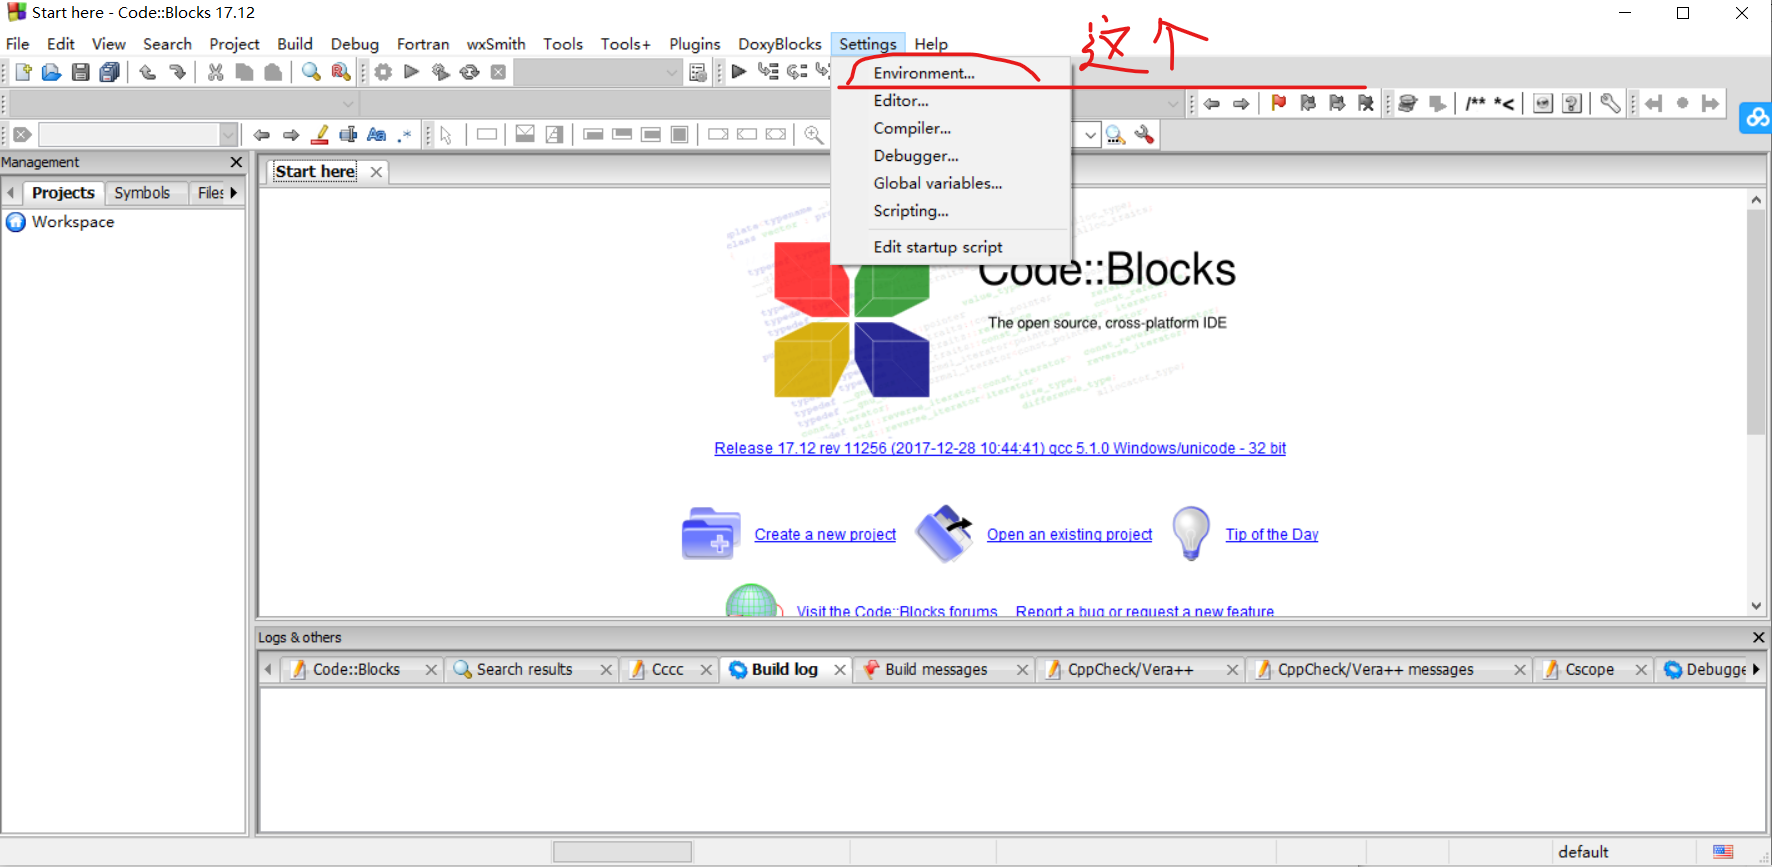 Start here - Code::Blocks 17.12
File Edit View Search Project Build Debug Fortran wxSmith Tools Tools+ Plugins DoxyBlocks Settings Help
这个
Environment...
Editor...
Compiler...
Debugger...
Global variables...
Scripting...
Edit startup script
/** *<
Management
Projects Symbols Files
Workspace
Start here
Code::Blocks
The open source, cross-platform IDE
Release 17.12 rev 11256 (2017-12-28 10:44:41) gcc 5.1.0 Windows/unicode - 32 bit
Create a new project Open an existing project Tip of the Day
Visit the Code::Blocks forums Report a bug or request a new feature
Logs & others
Code::Blocks Search results Cccc Build log Build messages CppCheck/Vera++ CppCheck/Vera++ messages Cscope Debugge
default